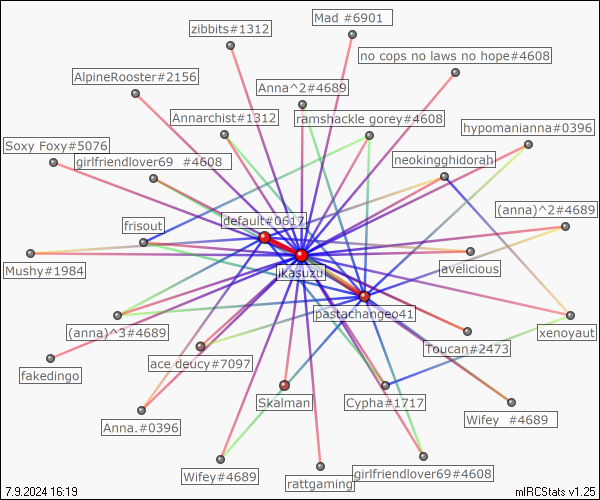 Mad #6901
zibbits#1312
no cops no laws no hope#4608
AlpineRooster#2156
Anna^2#4689
Annarchist#1312
ramshackle gorey#4608
hypomanianna#0396
Soxy Foxy#5076
girlfriendlover69 #4608
neokingghidorah
(anna)^2#4689
default#0617
frisout
Mushy#1984
jkasuzu
avelicious
pastachangeo41
(anna)^3#4689
xenoyaut
Toucan#2473
ace deucy#7097
fakedingo
Skalman
Cypha#1717
Anna.#0396
Wifey #4689
Wifey#4689
rattgaming
girlfriendlover69#4608
7.9.2024 16:19
mIRCStats v1.25